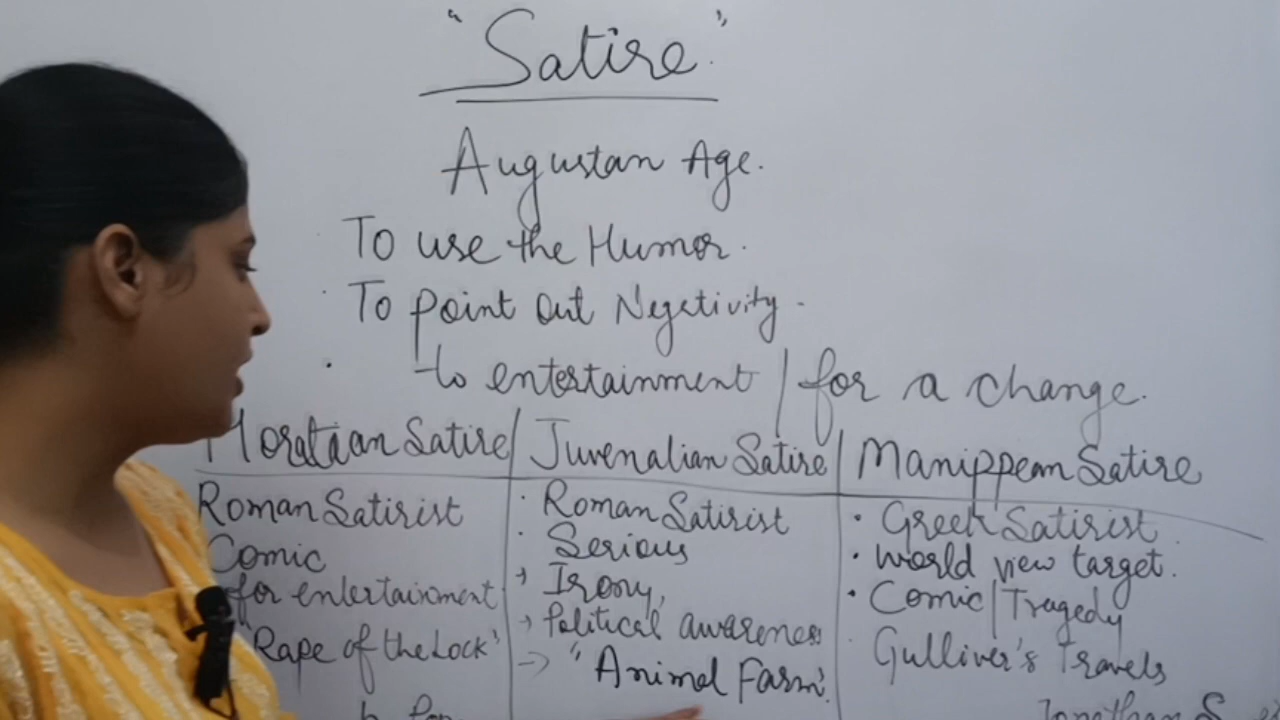 "Satire"
Augustan Age.
To use the Humor.
To point Out Negetivity.
to entertainment / for a change.
Horatian Satire
Roman Satirist
Comic
for entertainment
"Rape of the Lock"
Juvenalian Satire
Roman Satirist
Serious
Irony,
Political awareness
→ "Animal Farm".
Manippean Satire
Greek Satirist
World view target.
Comic / Tragedy
Gulliver's Travels
Jonathan